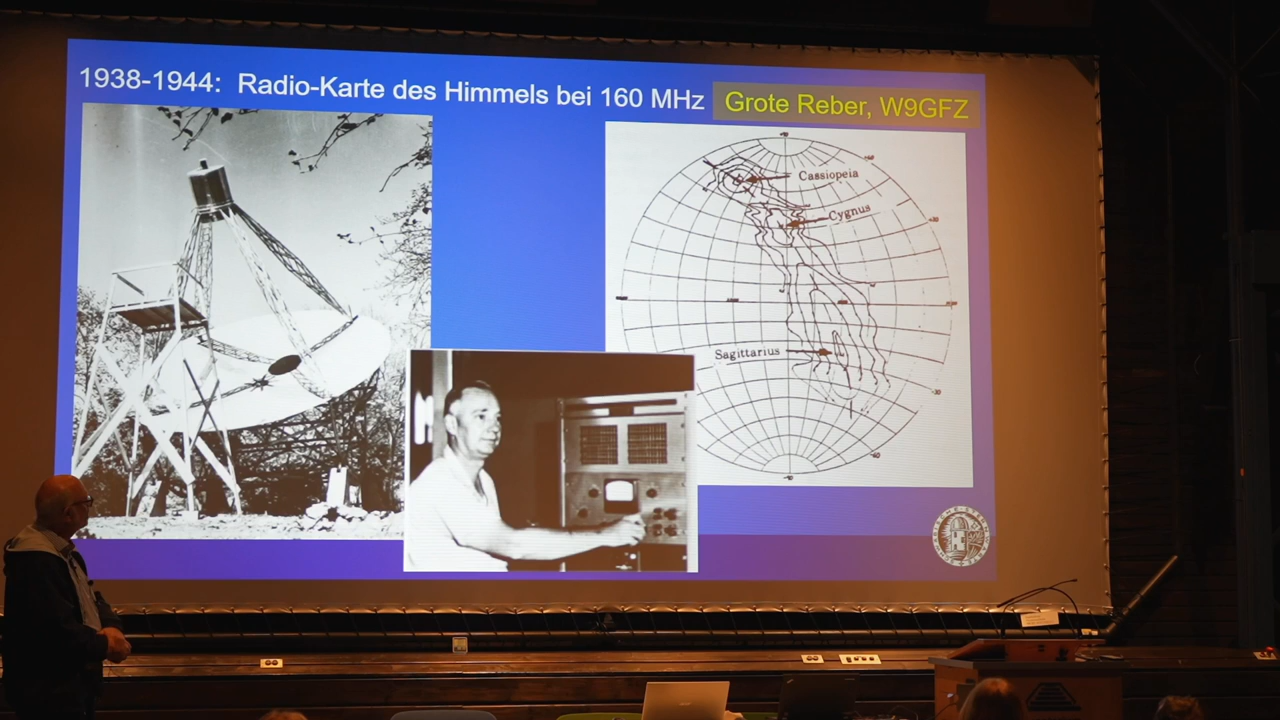 1938-1944: Radio-Karte des Himmels bei 160 MHz
Grote Reber, W9GFZ
Cassiopeia
Cygnus
Sagittarius